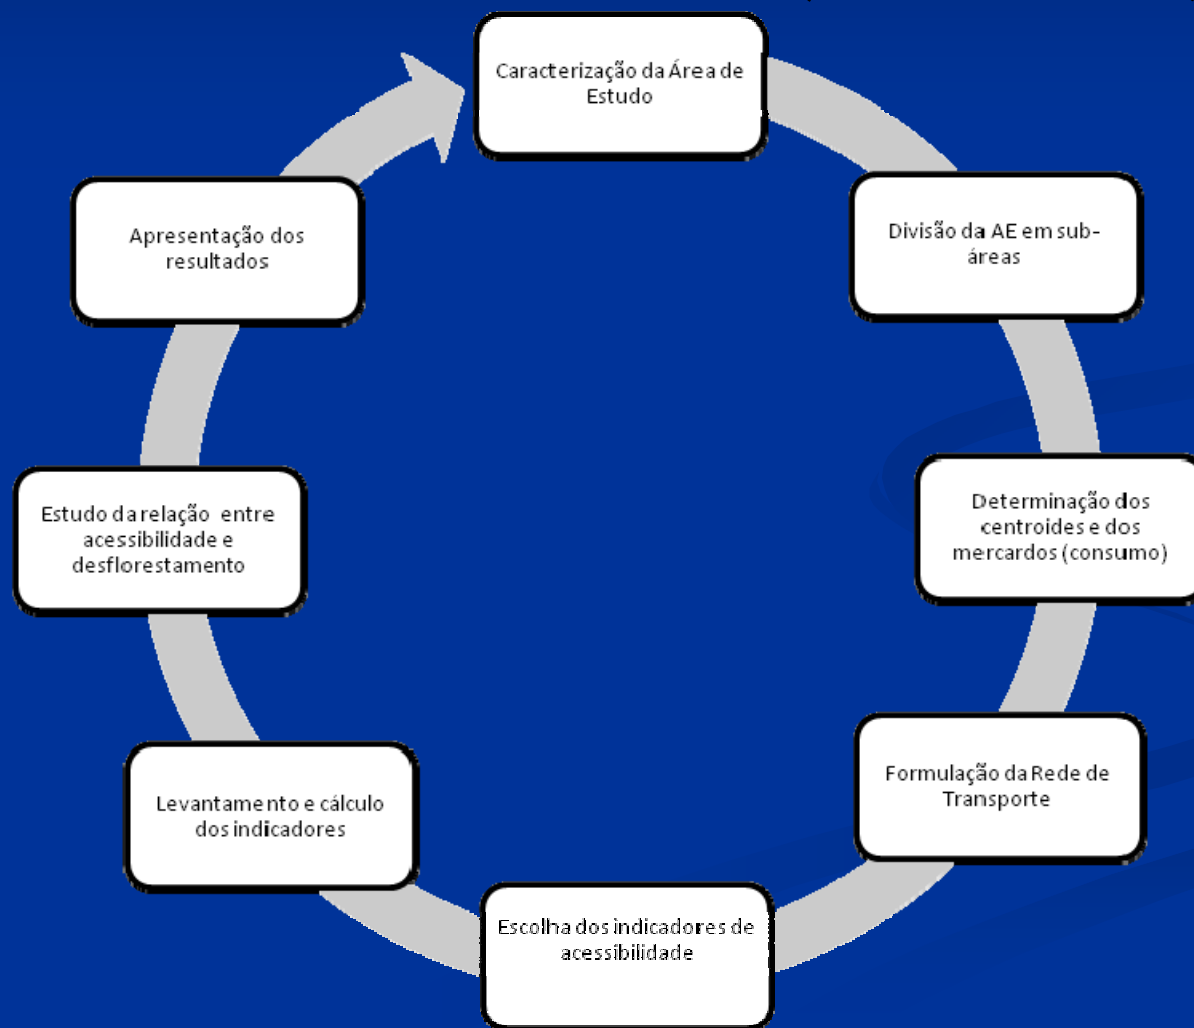 Caracterização da Área de
Estudo
Divisão da AE em sub-
áreas
Determinação dos
centroides e dos
mercardos (consumo)
Formulação da Rede de
Transporte
Escolha dos indicadores de
acessibilidade
Levantamento e cálculo
dos indicadores
Estudo da relação entre
acessibilidade e
desflorestamento
Apresentação dos
resultados